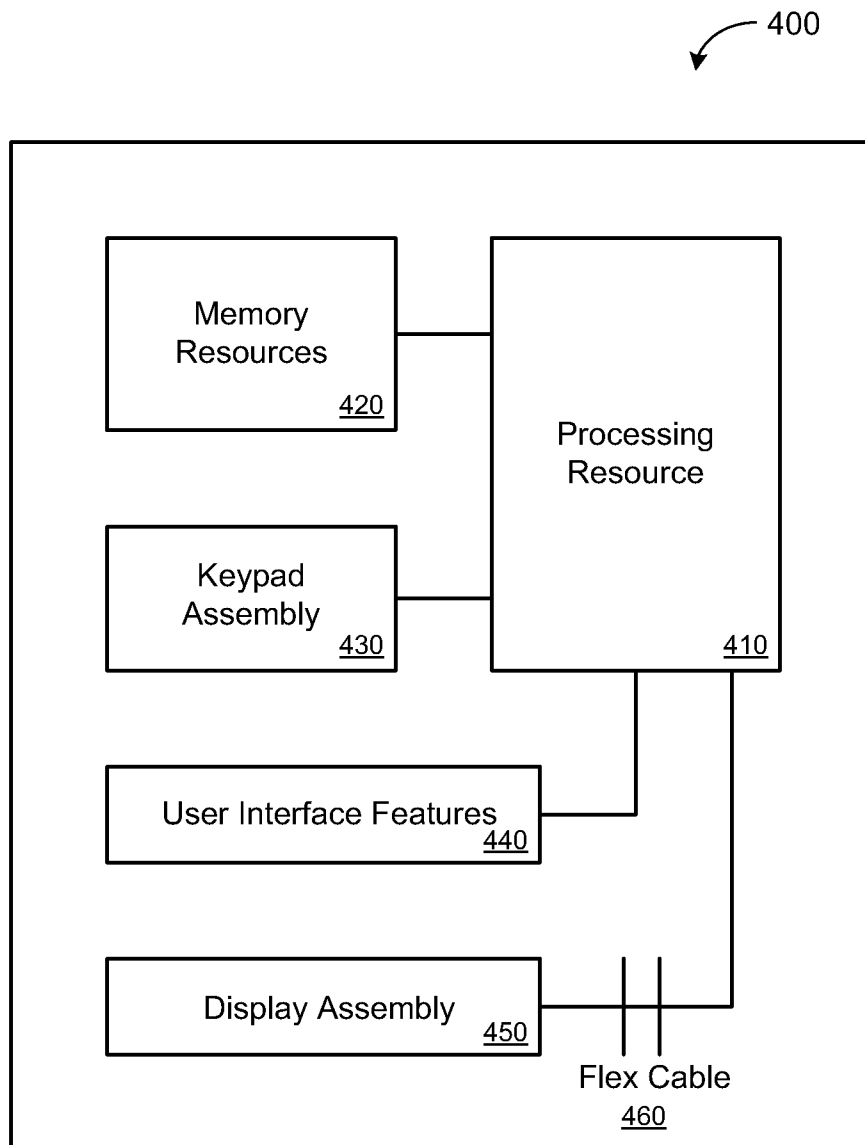 400
Memory
Resources
420
Processing
Resource
410
Keypad
Assembly
430
User Interface Features
440
Display Assembly
450
Flex Cable
460